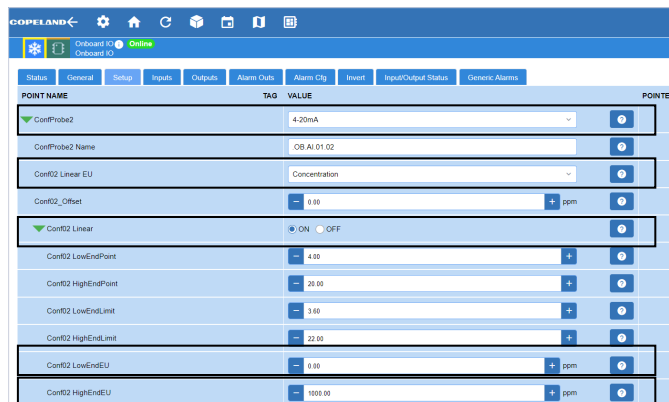 COPELAND
Onboard IO Online
Onboard IO
Status General Setup Inputs Outputs Alarm Outs Alarm Cfg Invert Input/Output Status Generic Alarms
POINT NAME TAG VALUE POINTE
ConfProbe2 4-20mA ?
ConfProbe2 Name OB.AI.01.02 ?
Conf02 Linear EU Concentration ?
Conf02_Offset − 0.00 + ppm ?
Conf02 Linear ON OFF ?
Conf02 LowEndPoint − 4.00 + ?
Conf02 HighEndPoint − 20.00 + ?
Conf02 LowEndLimit − 3.60 + ?
Conf02 HighEndLimit − 22.00 + ?
Conf02 LowEndEU − 0.00 + ppm ?
Conf02 HighEndEU − 1000.00 + ppm ?